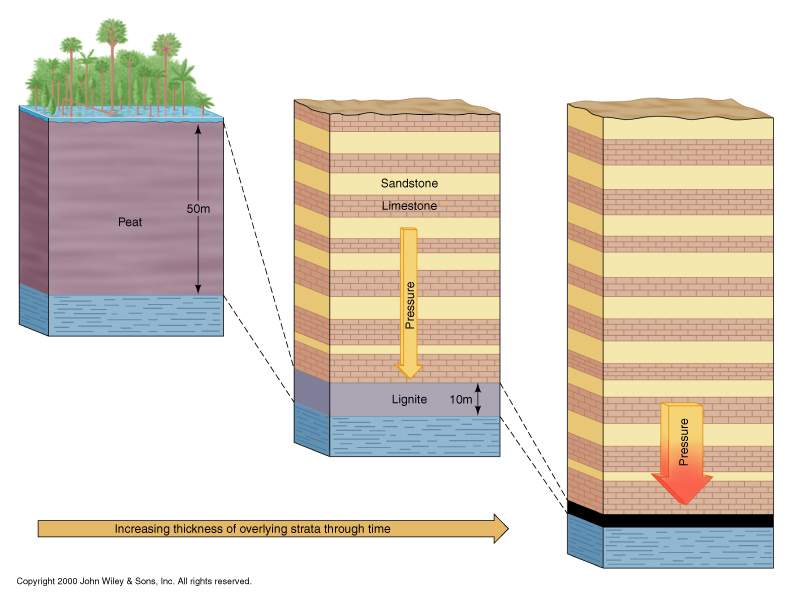 Peat
50m
Sandstone
Limestone
Pressure
Lignite
10m
Pressure
Increasing thickness of overlying strata through time
Copyright 2000 John Wiley & Sons, Inc. All rights reserved.